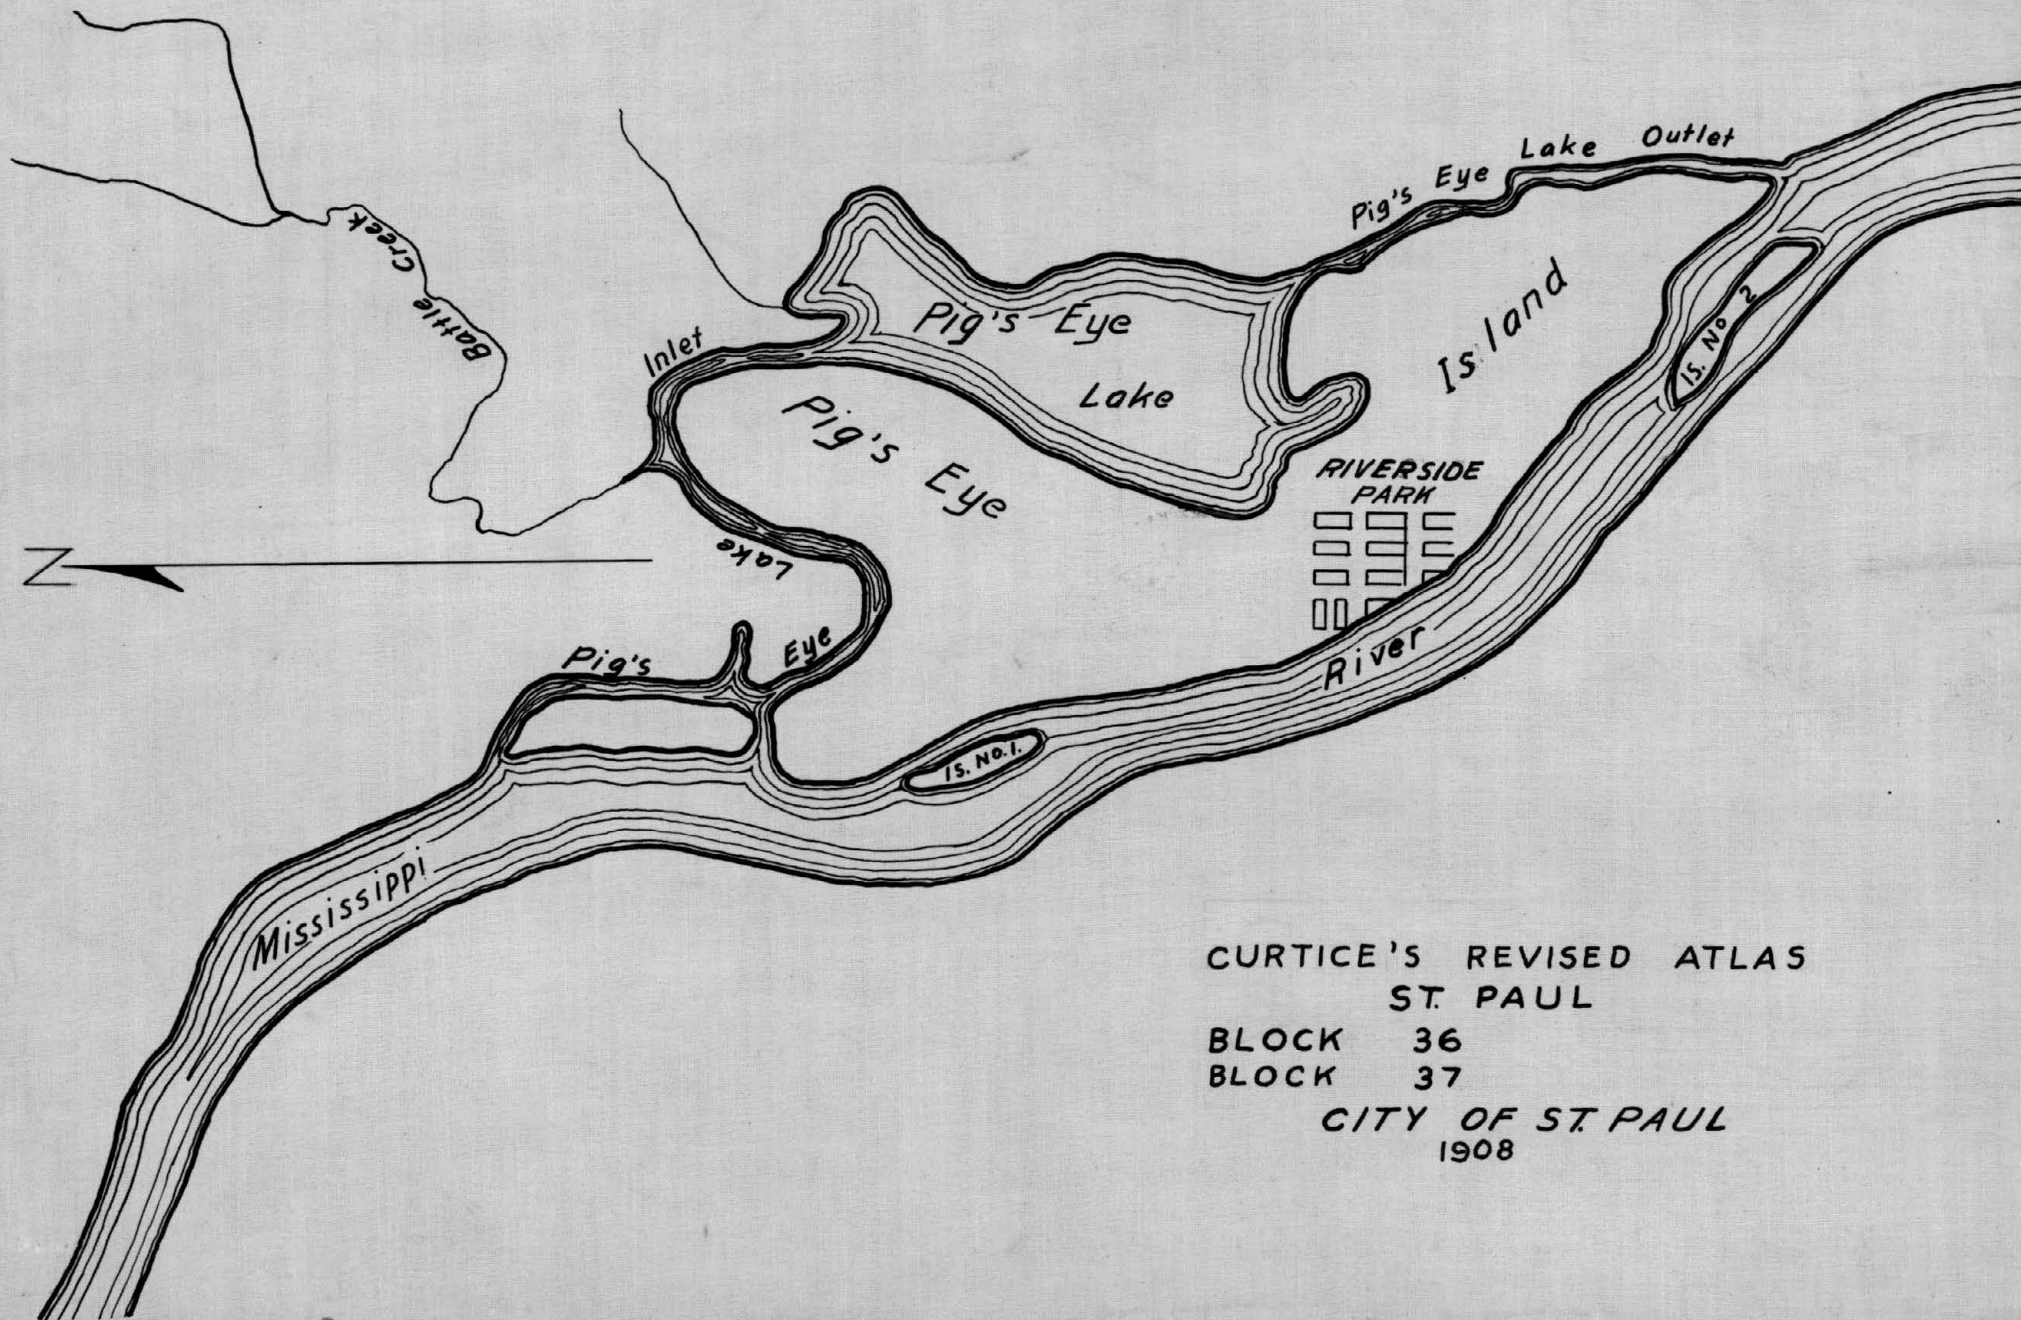 Battle Creek
Pig's Eye Lake Outlet
Pig's Eye
Lake
Pig's Eye Lake Inlet
Pig's Eye
Island
IS. No 2
RIVERSIDE
PARK
N
IS. No. 1.
Mississippi River
CURTICE'S REVISED ATLAS
ST. PAUL
BLOCK 36
BLOCK 37
CITY OF ST. PAUL
1908